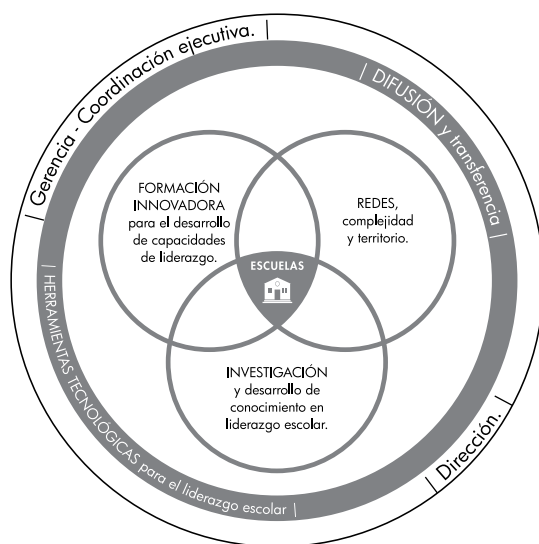 | Gerencia - Coordinación ejecutiva. |
| DIFUSIÓN y transferencia |
FORMACIÓN
INNOVADORA
para el desarrollo
de capacidades
de liderazgo.
REDES,
complejidad
y territorio.
ESCUELAS
INVESTIGACIÓN
y desarrollo de
conocimiento en
liderazgo escolar.
| HERRAMIENTAS TECNOLÓGICAS para el liderazgo escolar |
| Dirección. |